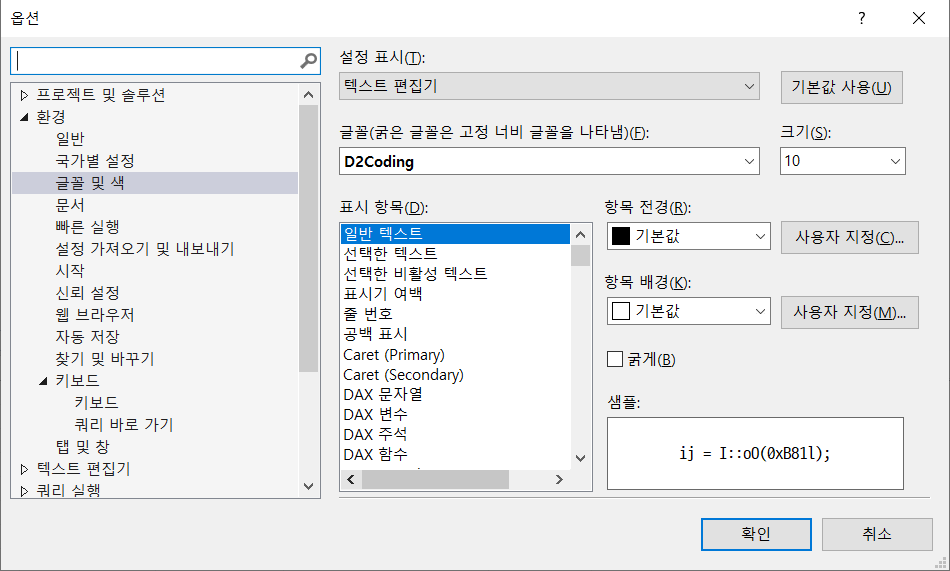 옵션
프로젝트 및 솔루션
환경
일반
국가별 설정
글꼴 및 색
문서
빠른 실행
설정 가져오기 및 내보내기
시작
신뢰 설정
웹 브라우저
자동 저장
찾기 및 바꾸기
키보드
키보드
쿼리 바로 가기
탭 및 창
텍스트 편집기
쿼리 실행
설정 표시(T):
텍스트 편집기
기본값 사용(U)
글꼴(굵은 글꼴은 고정 너비 글꼴을 나타냄)(F):
크기(S):
D2Coding
10
표시 항목(D):
일반 텍스트
선택한 텍스트
선택한 비활성 텍스트
표시기 여백
줄 번호
공백 표시
Caret (Primary)
Caret (Secondary)
DAX 문자열
DAX 변수
DAX 주석
DAX 함수
항목 전경(R):
기본값
사용자 지정(C)...
항목 배경(K):
기본값
사용자 지정(M)...
굵게(B)
샘플:
ij = I::oO(0xB81l);
확인
취소